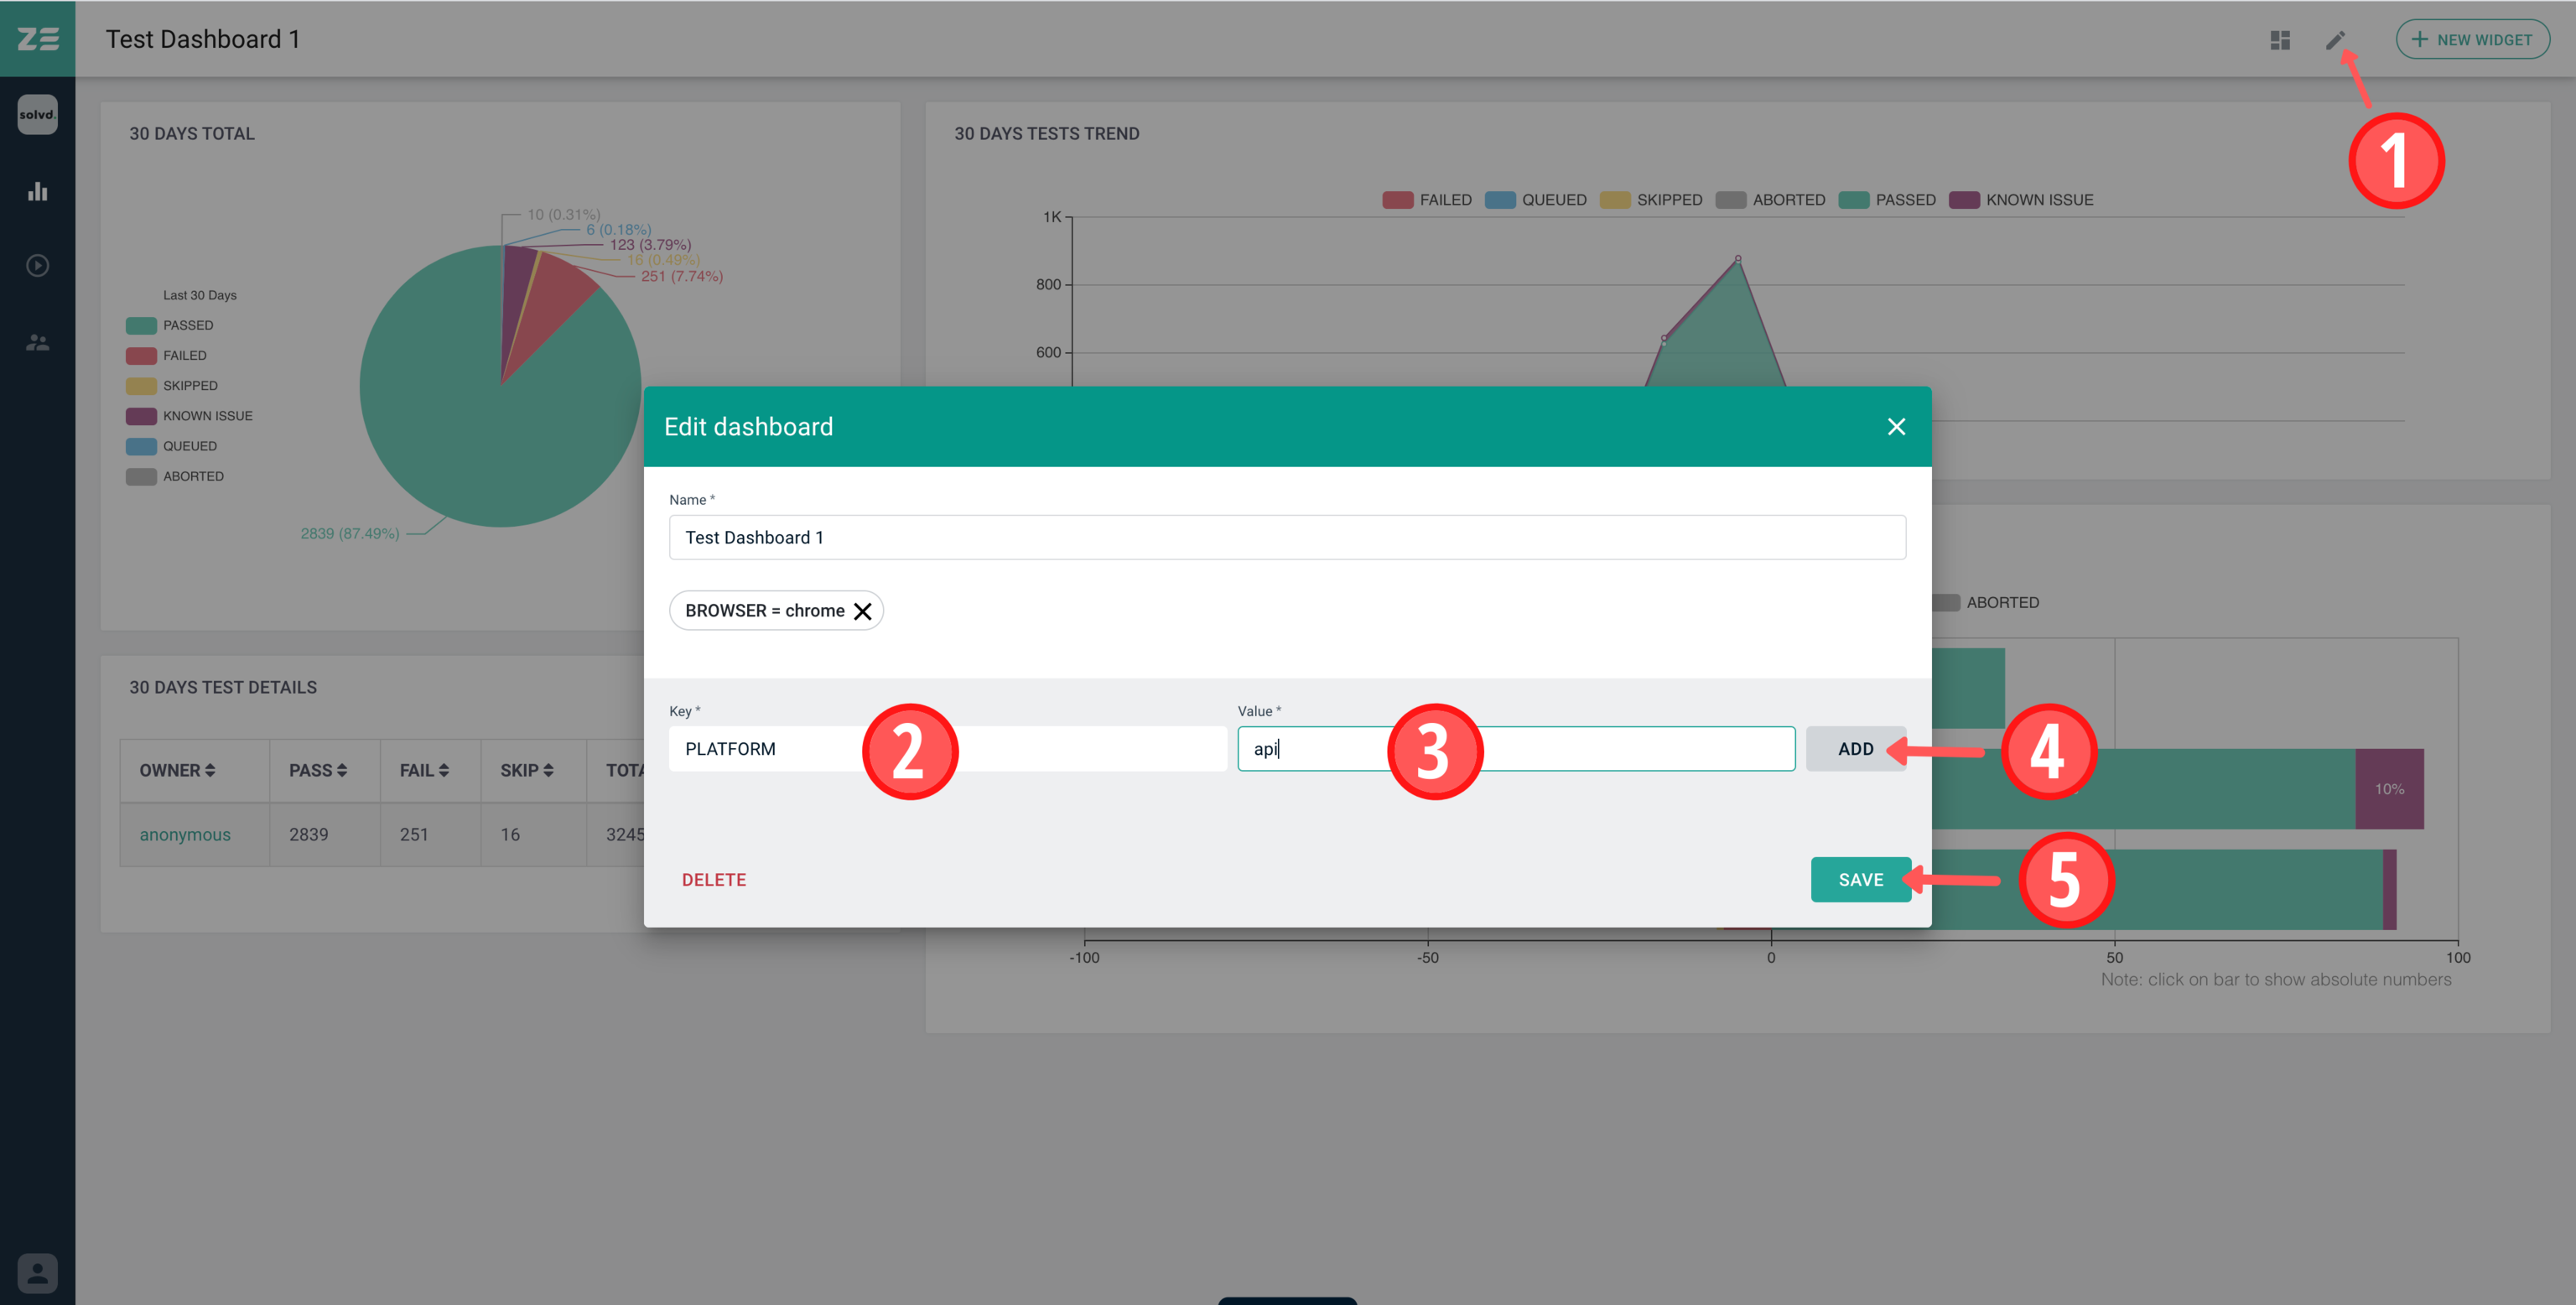 ZE
Test Dashboard 1
NEW WIDGET
solvd.
1
30 DAYS TOTAL
10 (0.31%)
6 (0.18%)
123 (3.79%)
16 (0.49%)
251 (7.74%)
Last 30 Days
PASSED
FAILED
SKIPPED
KNOWN ISSUE
QUEUED
ABORTED
2839 (87.49%)
30 DAYS TESTS TREND
FAILED QUEUED SKIPPED ABORTED PASSED KNOWN ISSUE
1K
800
600
Edit dashboard
Name *
Test Dashboard 1
BROWSER = chrome
Key *
PLATFORM
2
Value *
api
3
ADD
4
DELETE
SAVE
5
30 DAYS TEST DETAILS
OWNER PASS FAIL SKIP
anonymous 2839 251 16 3245
ABORTED
10%
-100 -50 0 50 100
Note: click on bar to show absolute numbers